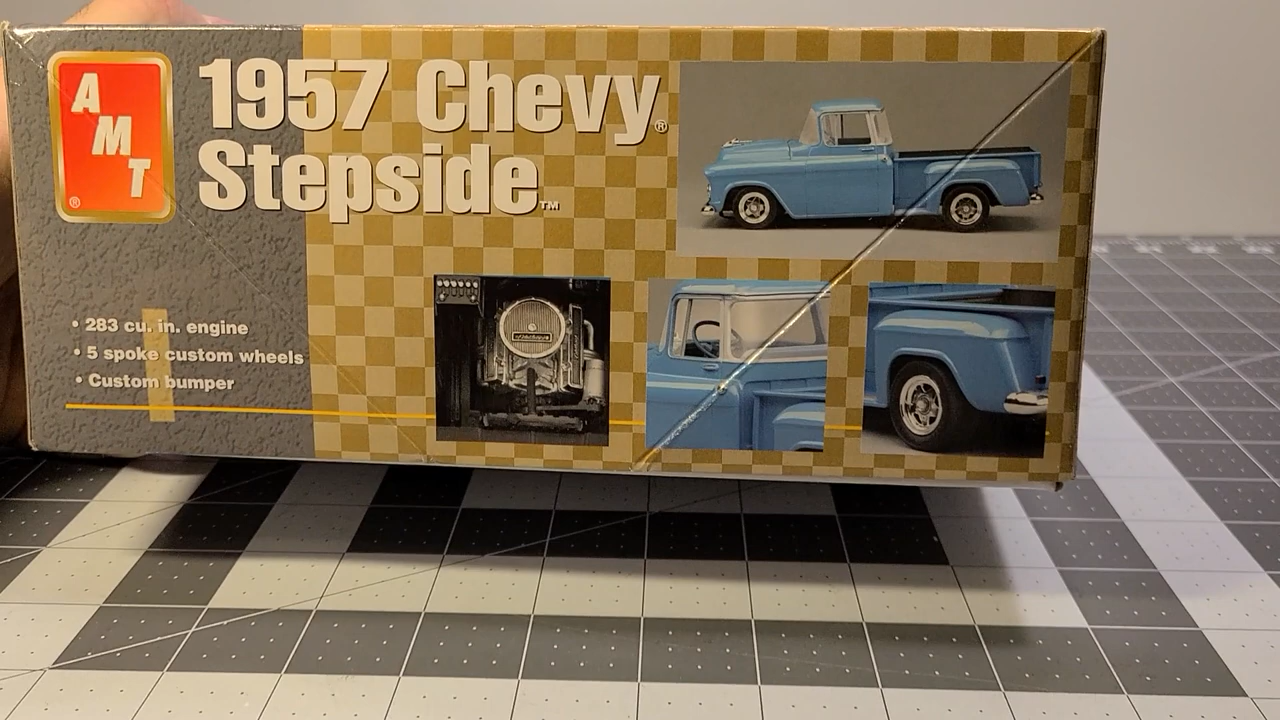 AMT®
1957 Chevy®
Stepside™
• 283 cu. in. engine
• 5 spoke custom wheels
• Custom bumper